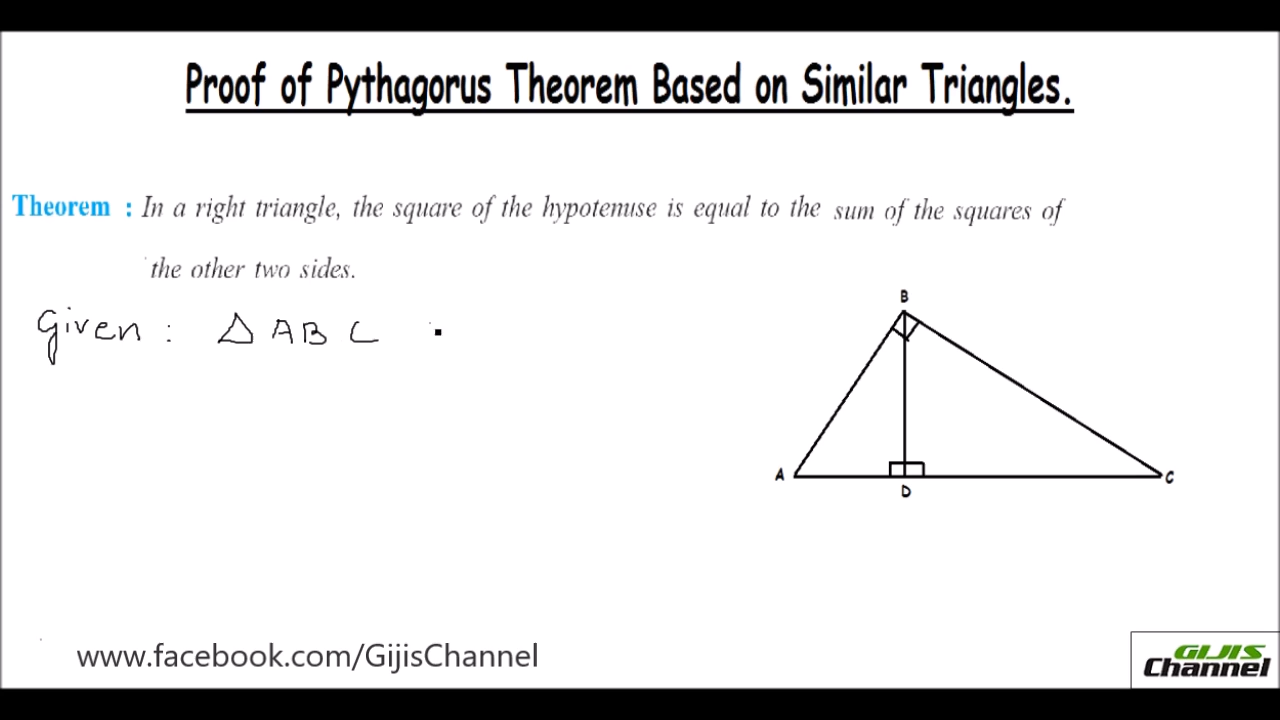 Proof of Pythagorus Theorem Based on Similar Triangles.
Theorem : In a right triangle, the square of the hypotenuse is equal to the sum of the squares of
the other two sides.
Given : △ ABC
B
A
D
C
www.facebook.com/GijisChannel
GIJIS
Channel